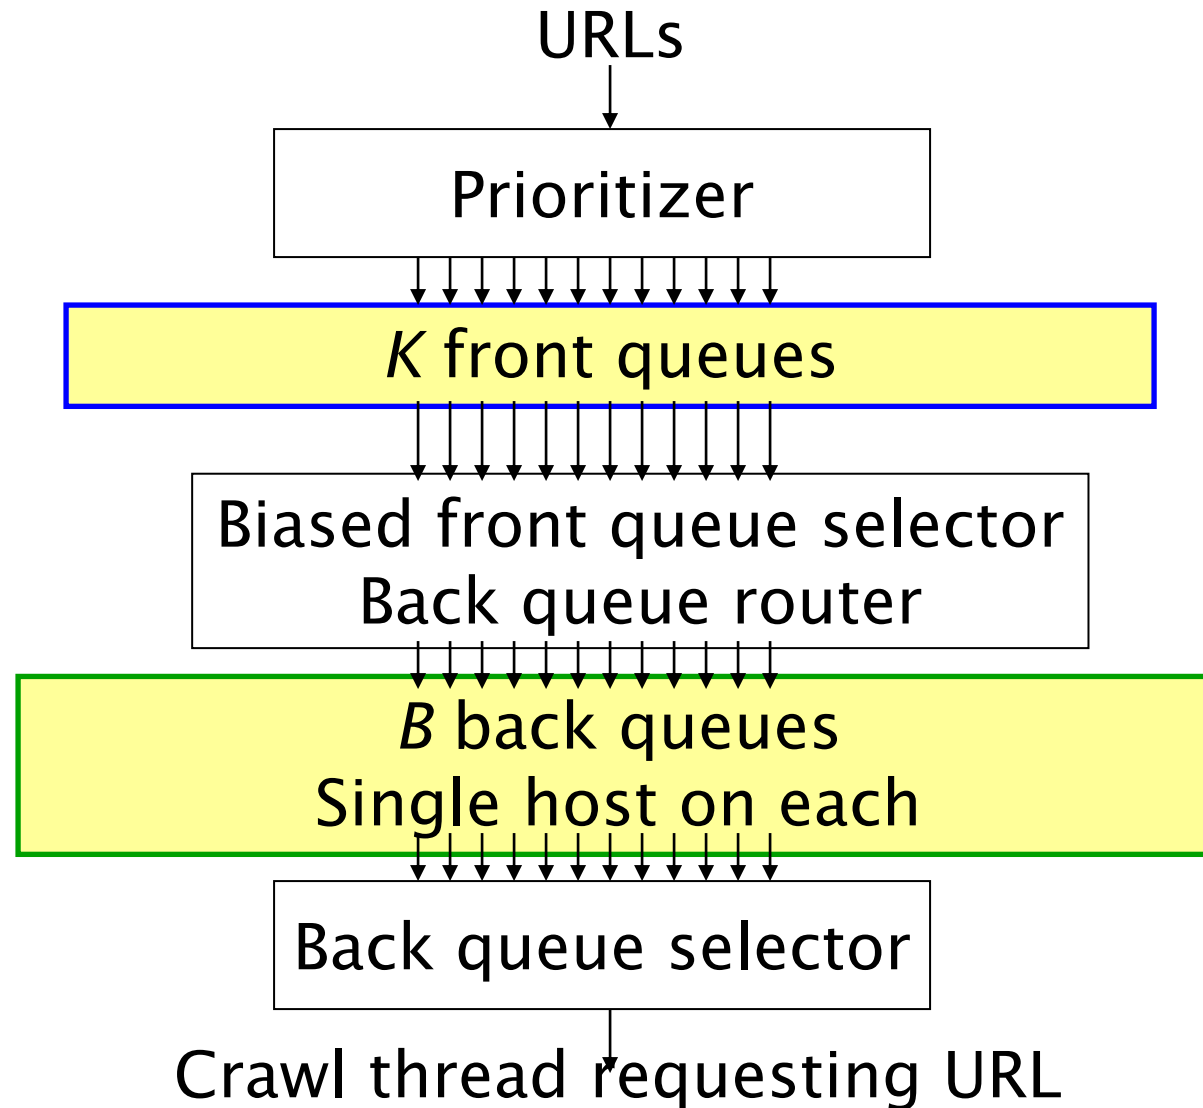 URLs
Prioritizer
K front queues
Biased front queue selector
Back queue router
B back queues
Single host on each
Back queue selector
Crawl thread requesting URL